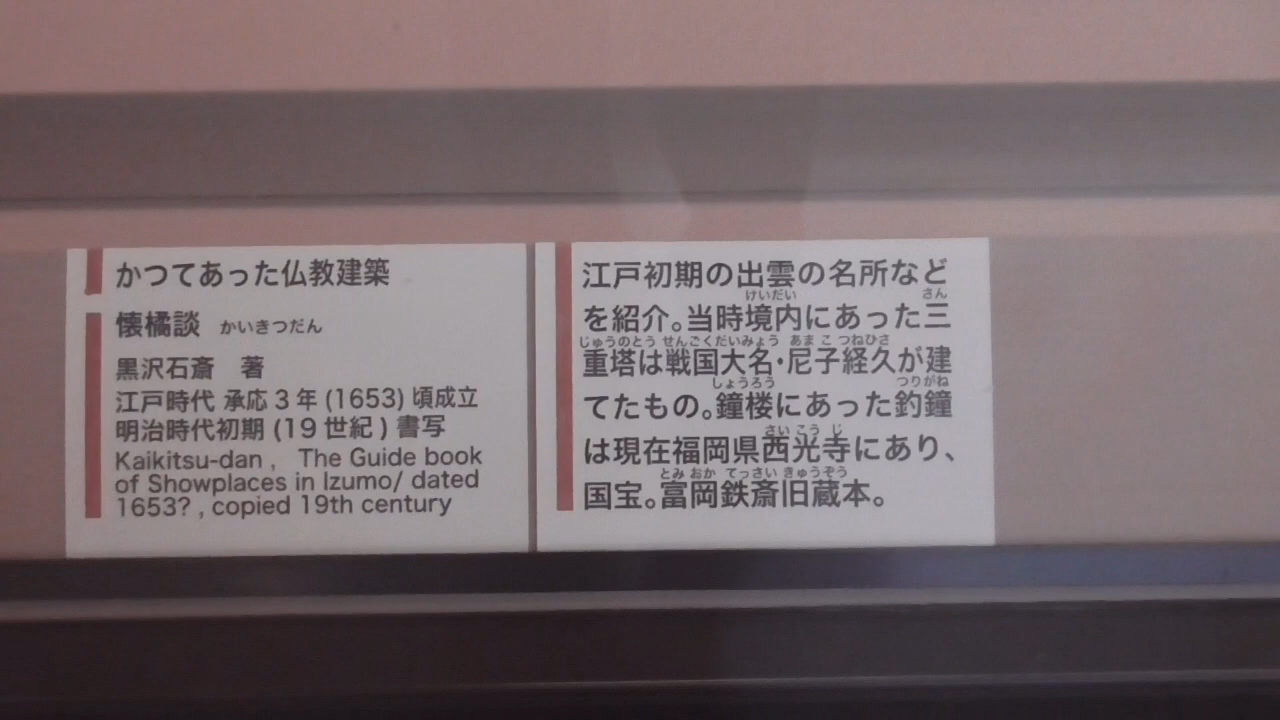 かつてあった仏教建築
懐橘談 かいきつだん
黒沢石斎 著
江戸時代 承応3年(1653)頃成立
明治時代初期(19世紀)書写
Kaikitsu-dan , The Guide book
of Showplaces in Izumo/ dated
1653? , copied 19th century
江戸初期の出雲の名所など
けいだい さん
を紹介。当時境内にあった三
じゅうのとう せんごくだいみょう あまこ つねひさ
重塔は戦国大名・尼子経久が建
しょうろう つりがね
てたもの。鐘楼にあった釣鐘
さいこうじ
は現在福岡県西光寺にあり、
とみおか てっさい きゅうぞう
国宝。富岡鉄斎旧蔵本。